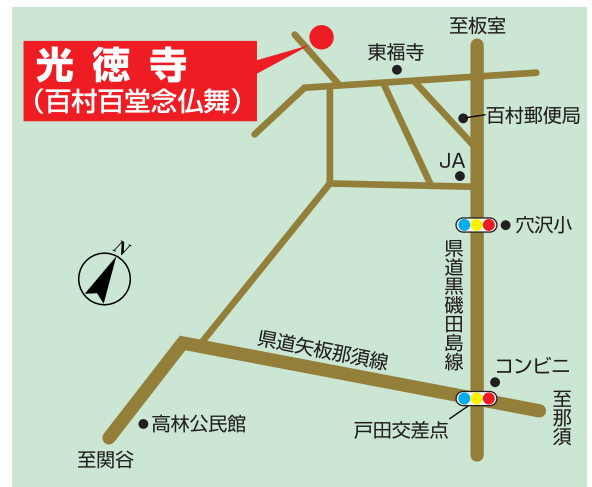 至板室
光徳寺
（百村百堂念仏舞）
東福寺
百村郵便局
JA
穴沢小
N
県道黒磯田島線
県道矢板那須線
コンビニ
至那須
高林公民館
戸田交差点
至関谷